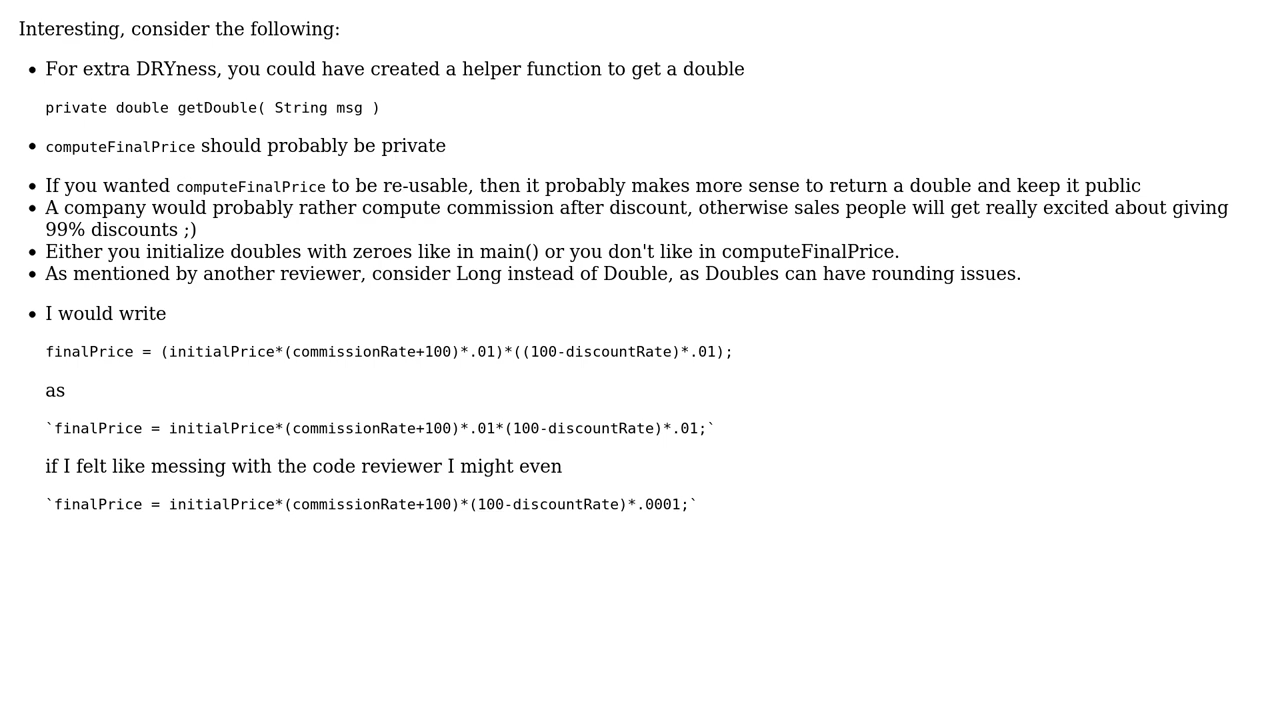 Interesting, consider the following:
• For extra DRYness, you could have created a helper function to get a double
private double getDouble( String msg )
• computeFinalPrice should probably be private
• If you wanted computeFinalPrice to be re-usable, then it probably makes more sense to return a double and keep it public
• A company would probably rather compute commission after discount, otherwise sales people will get really excited about giving
99% discounts ;)
• Either you initialize doubles with zeroes like in main() or you don't like in computeFinalPrice.
• As mentioned by another reviewer, consider Long instead of Double, as Doubles can have rounding issues.
• I would write
finalPrice = (initialPrice*(commissionRate+100)*.01)*((100-discountRate)*.01);
as
`finalPrice = initialPrice*(commissionRate+100)*.01*(100-discountRate)*.01;`
if I felt like messing with the code reviewer I might even
`finalPrice = initialPrice*(commissionRate+100)*(100-discountRate)*.0001;`